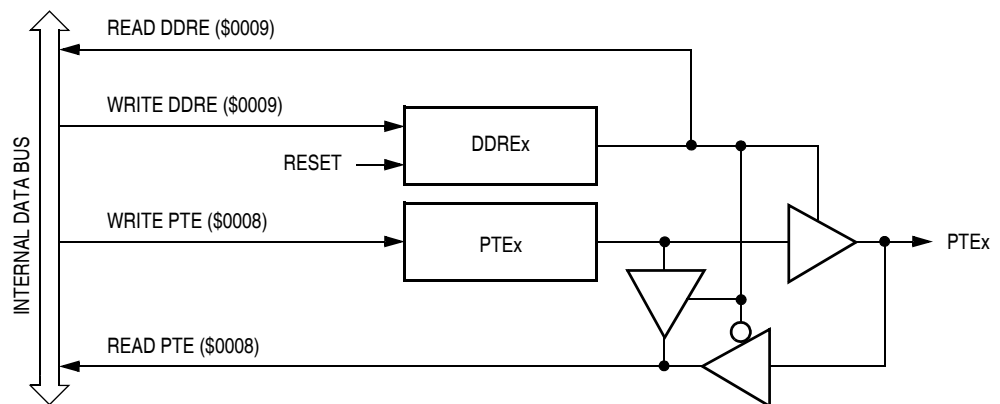 READ DDRE ($0009)
WRITE DDRE ($0009)
DDREx
RESET
INTERNAL DATA BUS
WRITE PTE ($0008)
PTEx
PTEx
READ PTE ($0008)